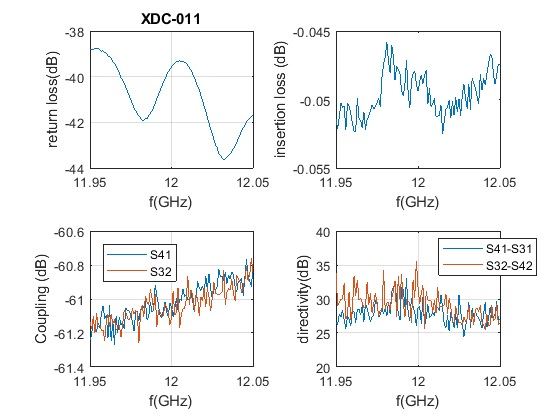 XDC-011
-38
-40
-42
-44
return loss(dB)
11.95
12
12.05
f(GHz)
-0.045
-0.05
-0.055
insertion loss (dB)
11.95
12
12.05
f(GHz)
-60.6
-60.8
-61
-61.2
-61.4
Coupling (dB)
S41
S32
11.95
12
12.05
f(GHz)
40
35
30
25
20
directivity(dB)
S41-S31
S32-S42
11.95
12
12.05
f(GHz)